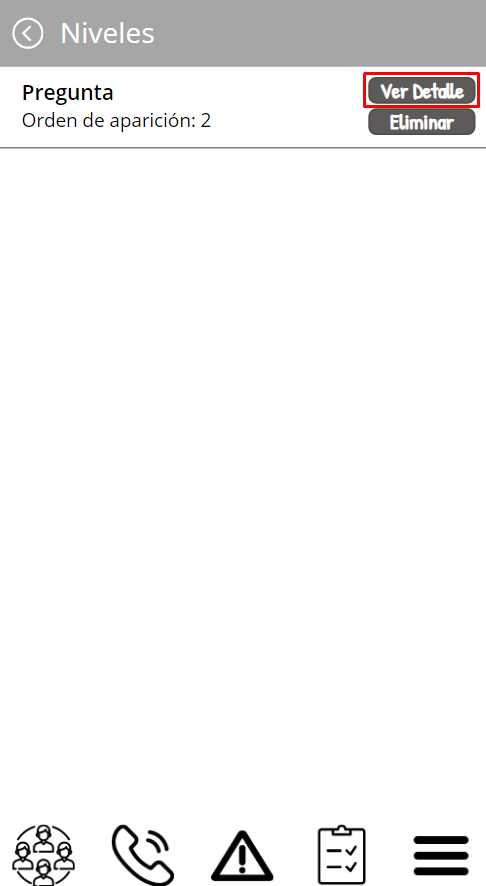 Niveles
Pregunta
Ver Detalle
Orden de aparición: 2
Eliminar